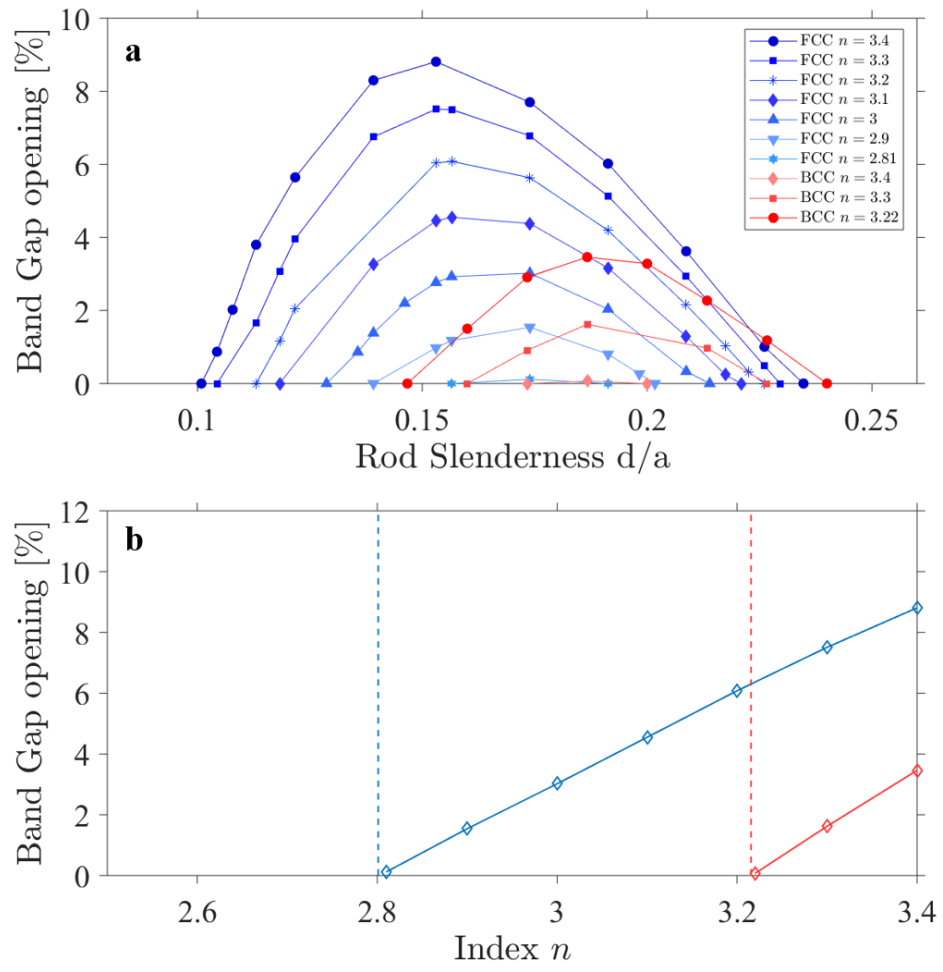 a
Band Gap opening [%]
10
8
6
4
2
0
FCC n = 3.4
FCC n = 3.3
FCC n = 3.2
FCC n = 3.1
FCC n = 3
FCC n = 2.9
FCC n = 2.81
BCC n = 3.4
BCC n = 3.3
BCC n = 3.22
0.1 0.15 0.2 0.25
Rod Slenderness d/a
b
Band Gap opening [%]
12
10
8
6
4
2
0
2.6 2.8 3 3.2 3.4
Index n